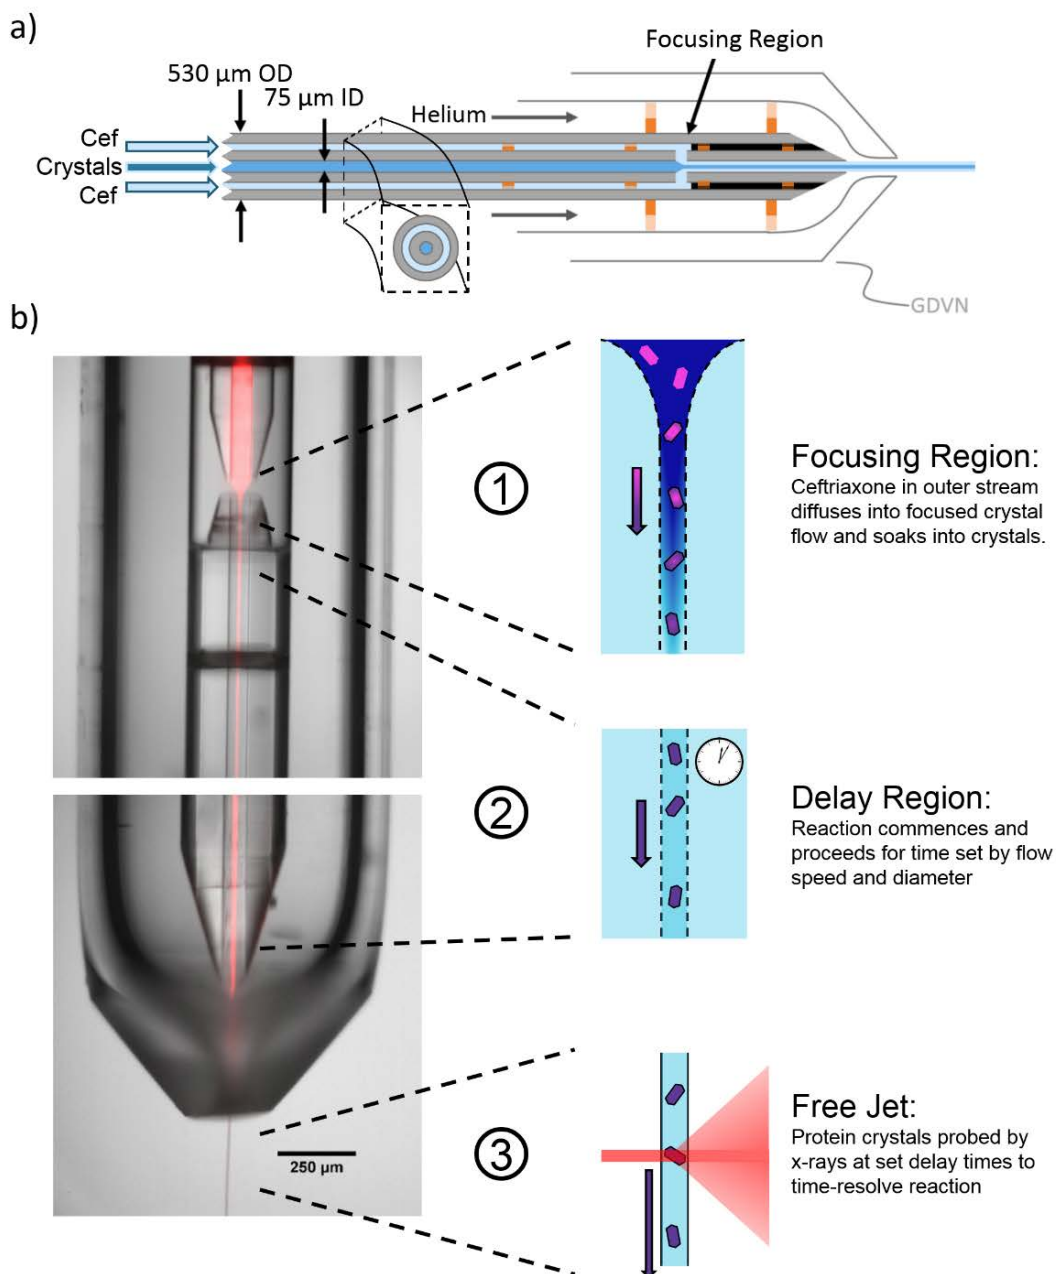 a)
Focusing Region
530 µm OD
75 µm ID
Helium
Cef
Crystals
Cef
GDVN
b)
1
Focusing Region:
Ceftriaxone in outer stream
diffuses into focused crystal
flow and soaks into crystals.
2
Delay Region:
Reaction commences and
proceeds for time set by flow
speed and diameter
3
Free Jet:
Protein crystals probed by
x-rays at set delay times to
time-resolve reaction
250 µm